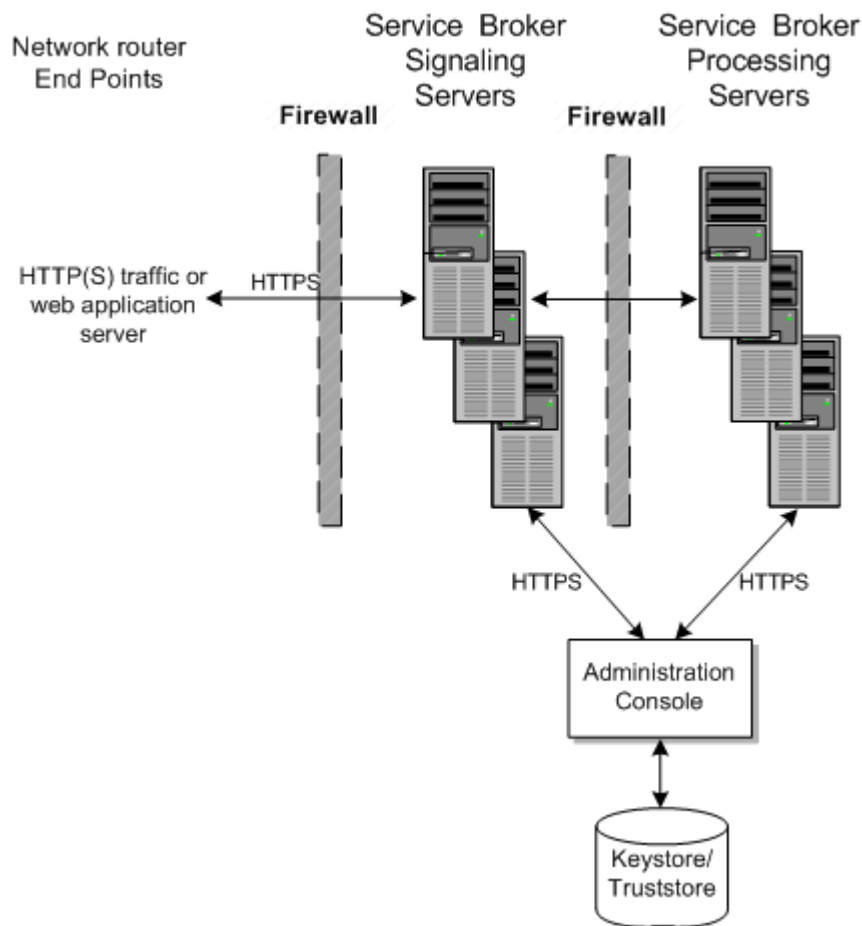 Network router
End Points
Service Broker
Signaling
Servers
Service Broker
Processing
Servers
Firewall
Firewall
HTTP(S) traffic or
web application
server
HTTPS
HTTPS
HTTPS
Administration
Console
Keystore/
Truststore